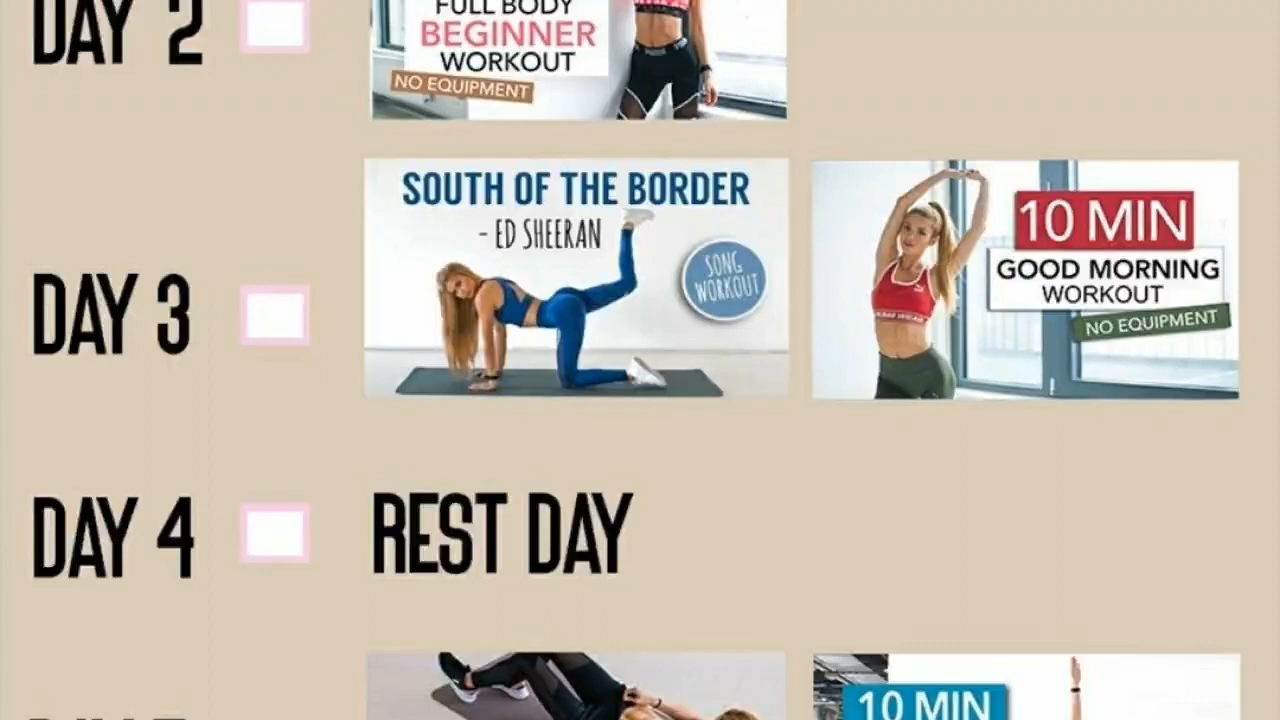 DAY 2
FULL BODY
BEGINNER
WORKOUT
NO EQUIPMENT
DAY 3
SOUTH OF THE BORDER
- ED SHEERAN
SONG
WORKOUT
10 MIN
GOOD MORNING
WORKOUT
NO EQUIPMENT
DAY 4
REST DAY
10 MIN